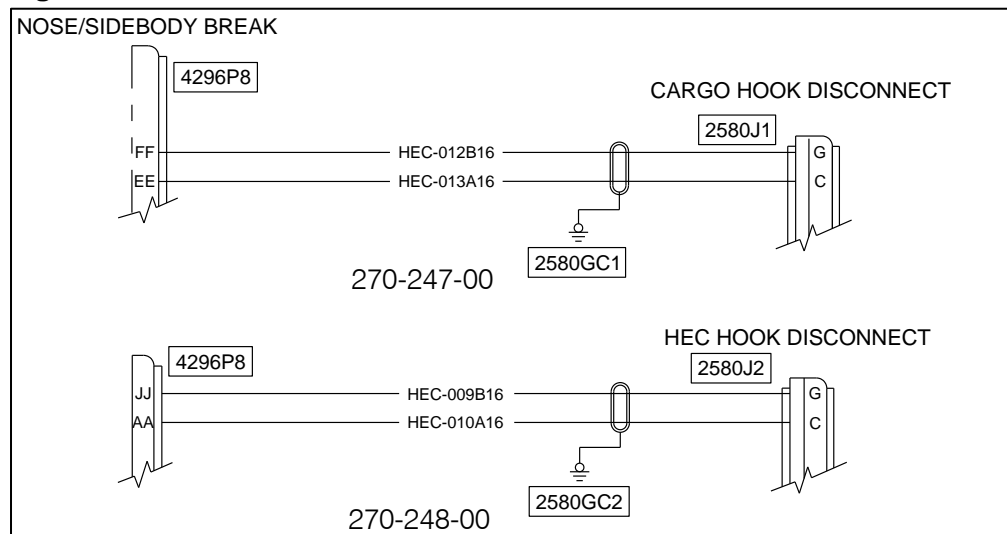 NOSE/SIDEBODY BREAK
4296P8
CARGO HOOK DISCONNECT
2580J1
FF HEC-012B16 G
EE HEC-013A16 C
2580GC1
270-247-00
HEC HOOK DISCONNECT
4296P8
2580J2
JJ HEC-009B16 G
AA HEC-010A16 C
2580GC2
270-248-00